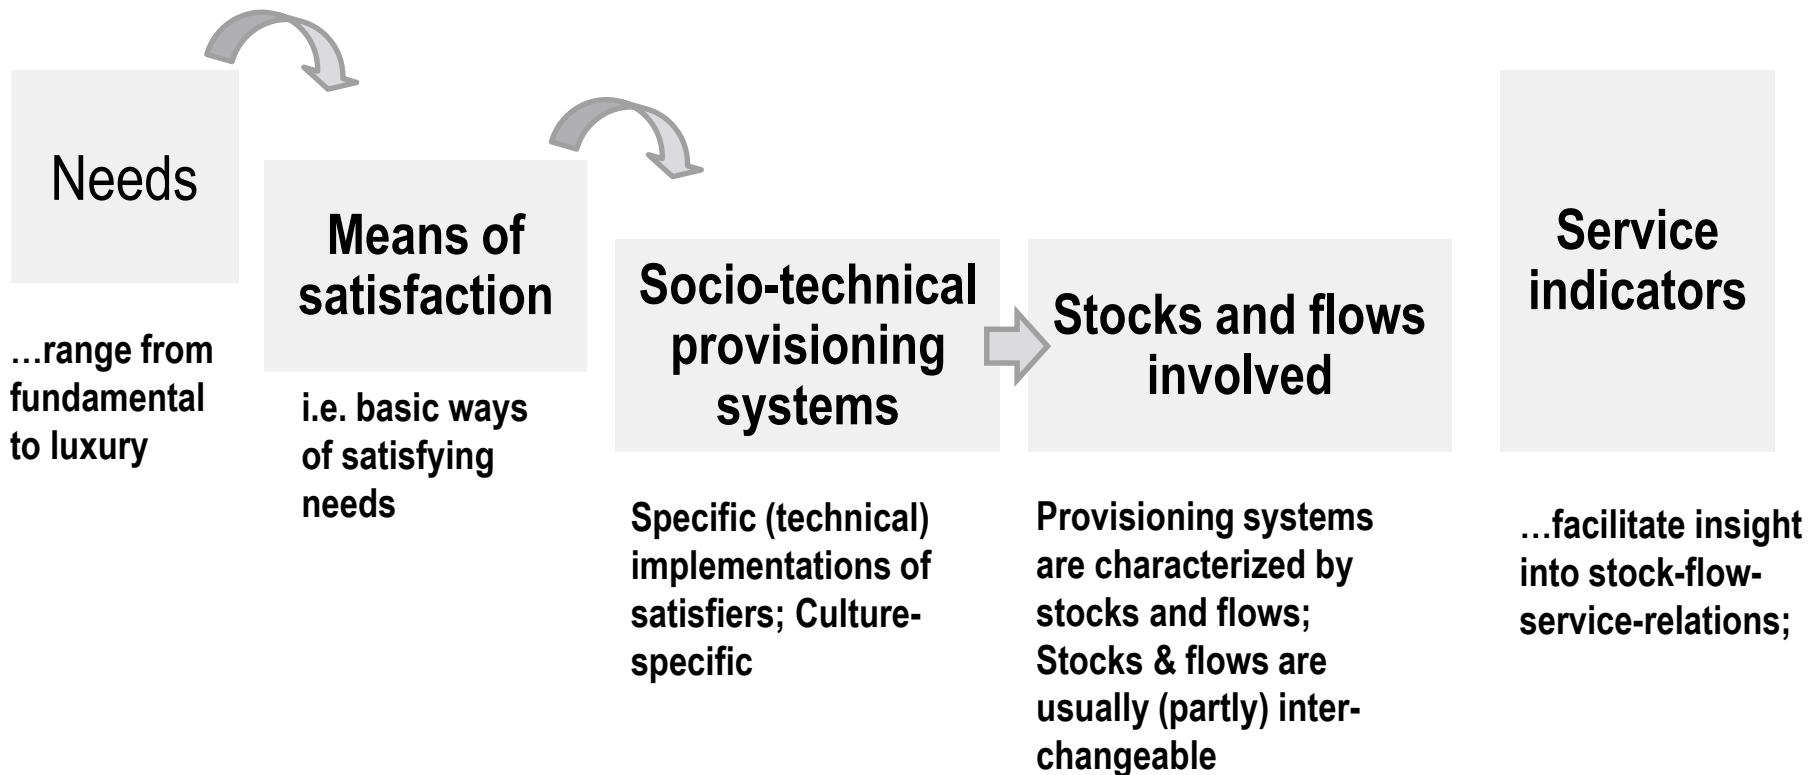 Needs
…range from
fundamental
to luxury
Means of
satisfaction
i.e. basic ways
of satisfying
needs
Socio-technical
provisioning
systems
Specific (technical)
implementations of
satisfiers; Culture-
specific
Stocks and flows
involved
Provisioning systems
are characterized by
stocks and flows;
Stocks & flows are
usually (partly) inter-
changeable
Service
indicators
…facilitate insight
into stock-flow-
service-relations;